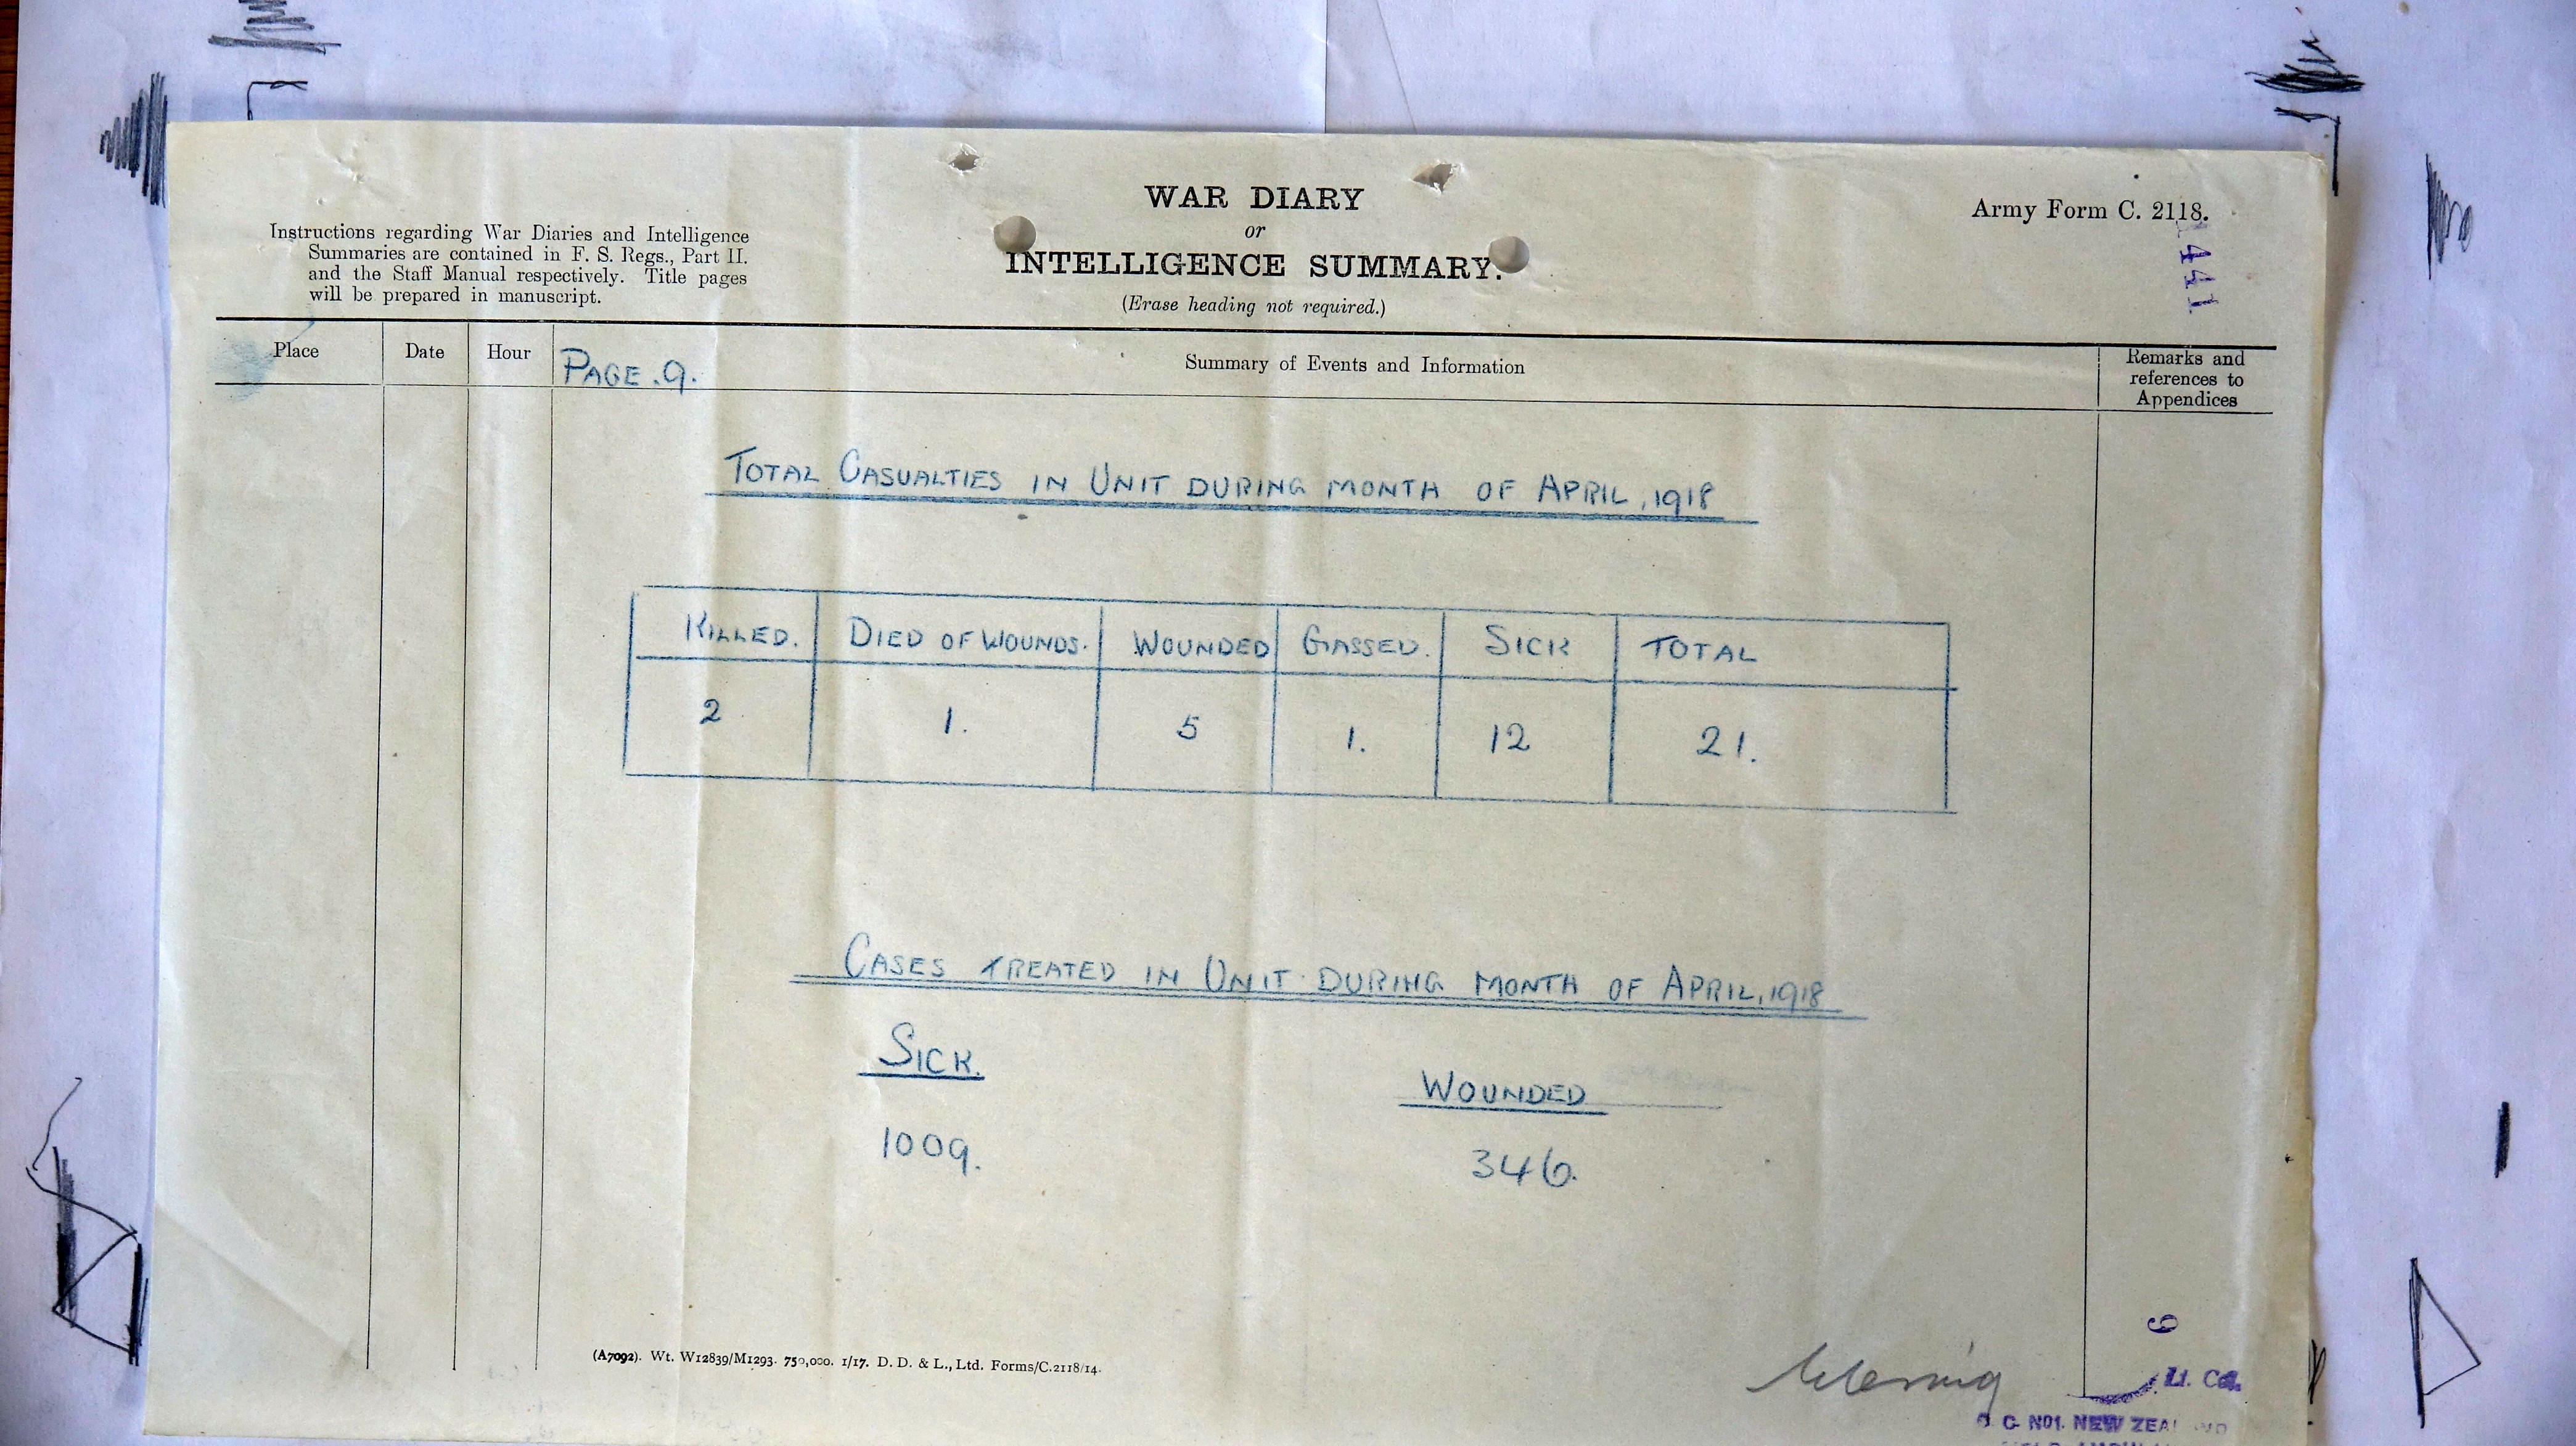 WAR DIARY
or
INTELLIGENCE SUMMARY.
(Erase heading not required.)
Army Form C. 2118.
1441
Instructions regarding War Diaries and Intelligence
Summaries are contained in F. S. Regs., Part II.
and the Staff Manual respectively. Title pages
will be prepared in manuscript.
Place Date Hour PAGE .9. Summary of Events and Information Remarks and
references to
Appendices
TOTAL CASUALTIES IN UNIT DURING MONTH OF APRIL, 1918
KILLED. DIED OF WOUNDS. WOUNDED GASSED. SICK TOTAL
2 1. 5 1. 12 21.
CASES TREATED IN UNIT DURING MONTH OF APRIL, 1918
SICK. WOUNDED
1009. 346.
9
(A7092). Wt. W12839/M1293. 750,000. 1/17. D. D. & L., Ltd. Forms/C.2118/14.
Lt. Col.
O C NO1. NEW